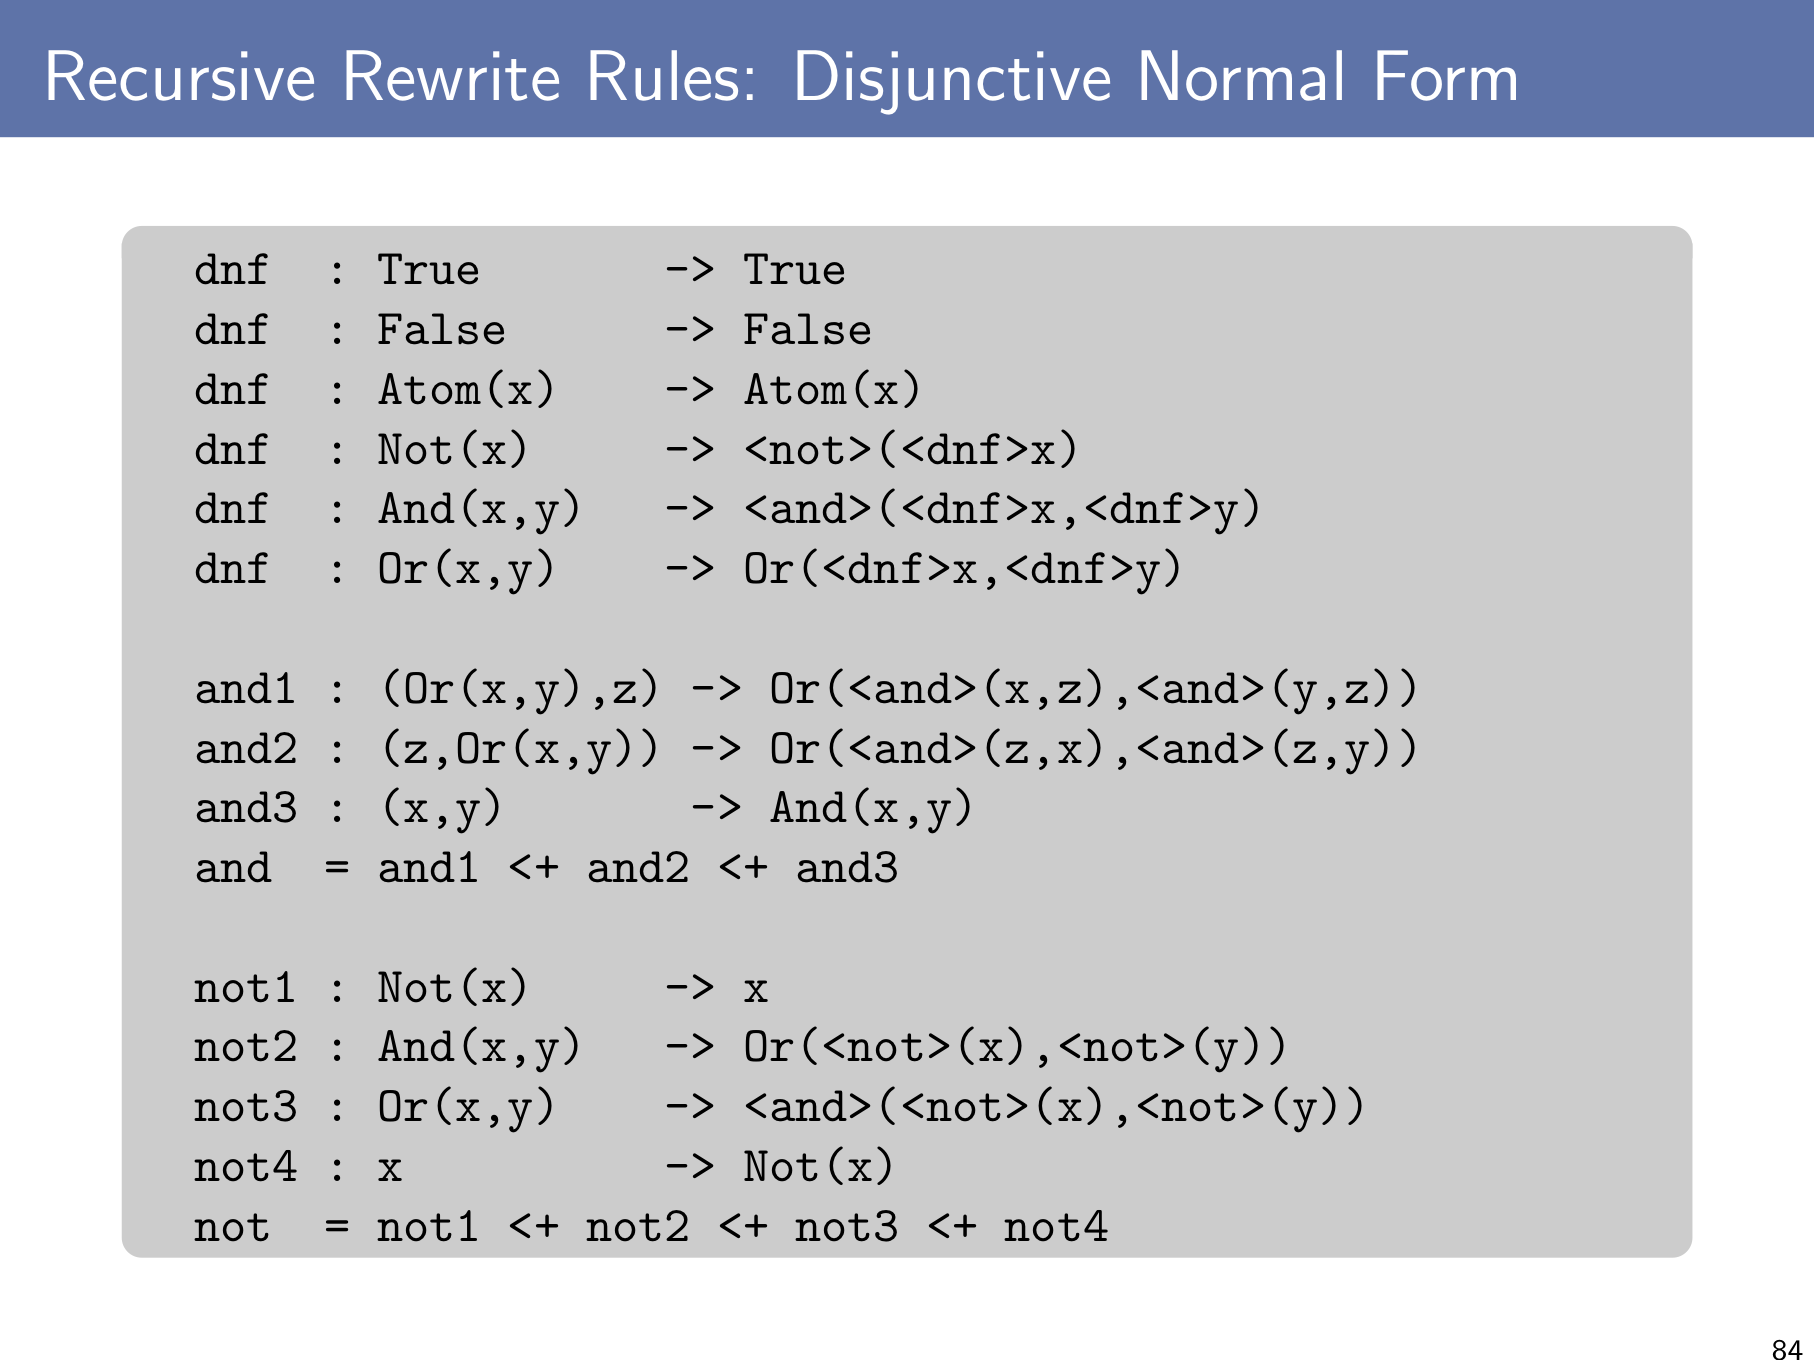 Recursive Rewrite Rules: Disjunctive Normal Form
dnf  : True       -> True
dnf  : False      -> False
dnf  : Atom(x)    -> Atom(x)
dnf  : Not(x)     -> <not>(<dnf>x)
dnf  : And(x,y)   -> <and>(<dnf>x,<dnf>y)
dnf  : Or(x,y)    -> Or(<dnf>x,<dnf>y)
and1 : (Or(x,y),z) -> Or(<and>(x,z),<and>(y,z))
and2 : (z,Or(x,y)) -> Or(<and>(z,x),<and>(z,y))
and3 : (x,y)       -> And(x,y)
and  = and1 <+ and2 <+ and3
not1 : Not(x)     -> x
not2 : And(x,y)   -> Or(<not>(x),<not>(y))
not3 : Or(x,y)    -> <and>(<not>(x),<not>(y))
not4 : x          -> Not(x)
not  = not1 <+ not2 <+ not3 <+ not4
84